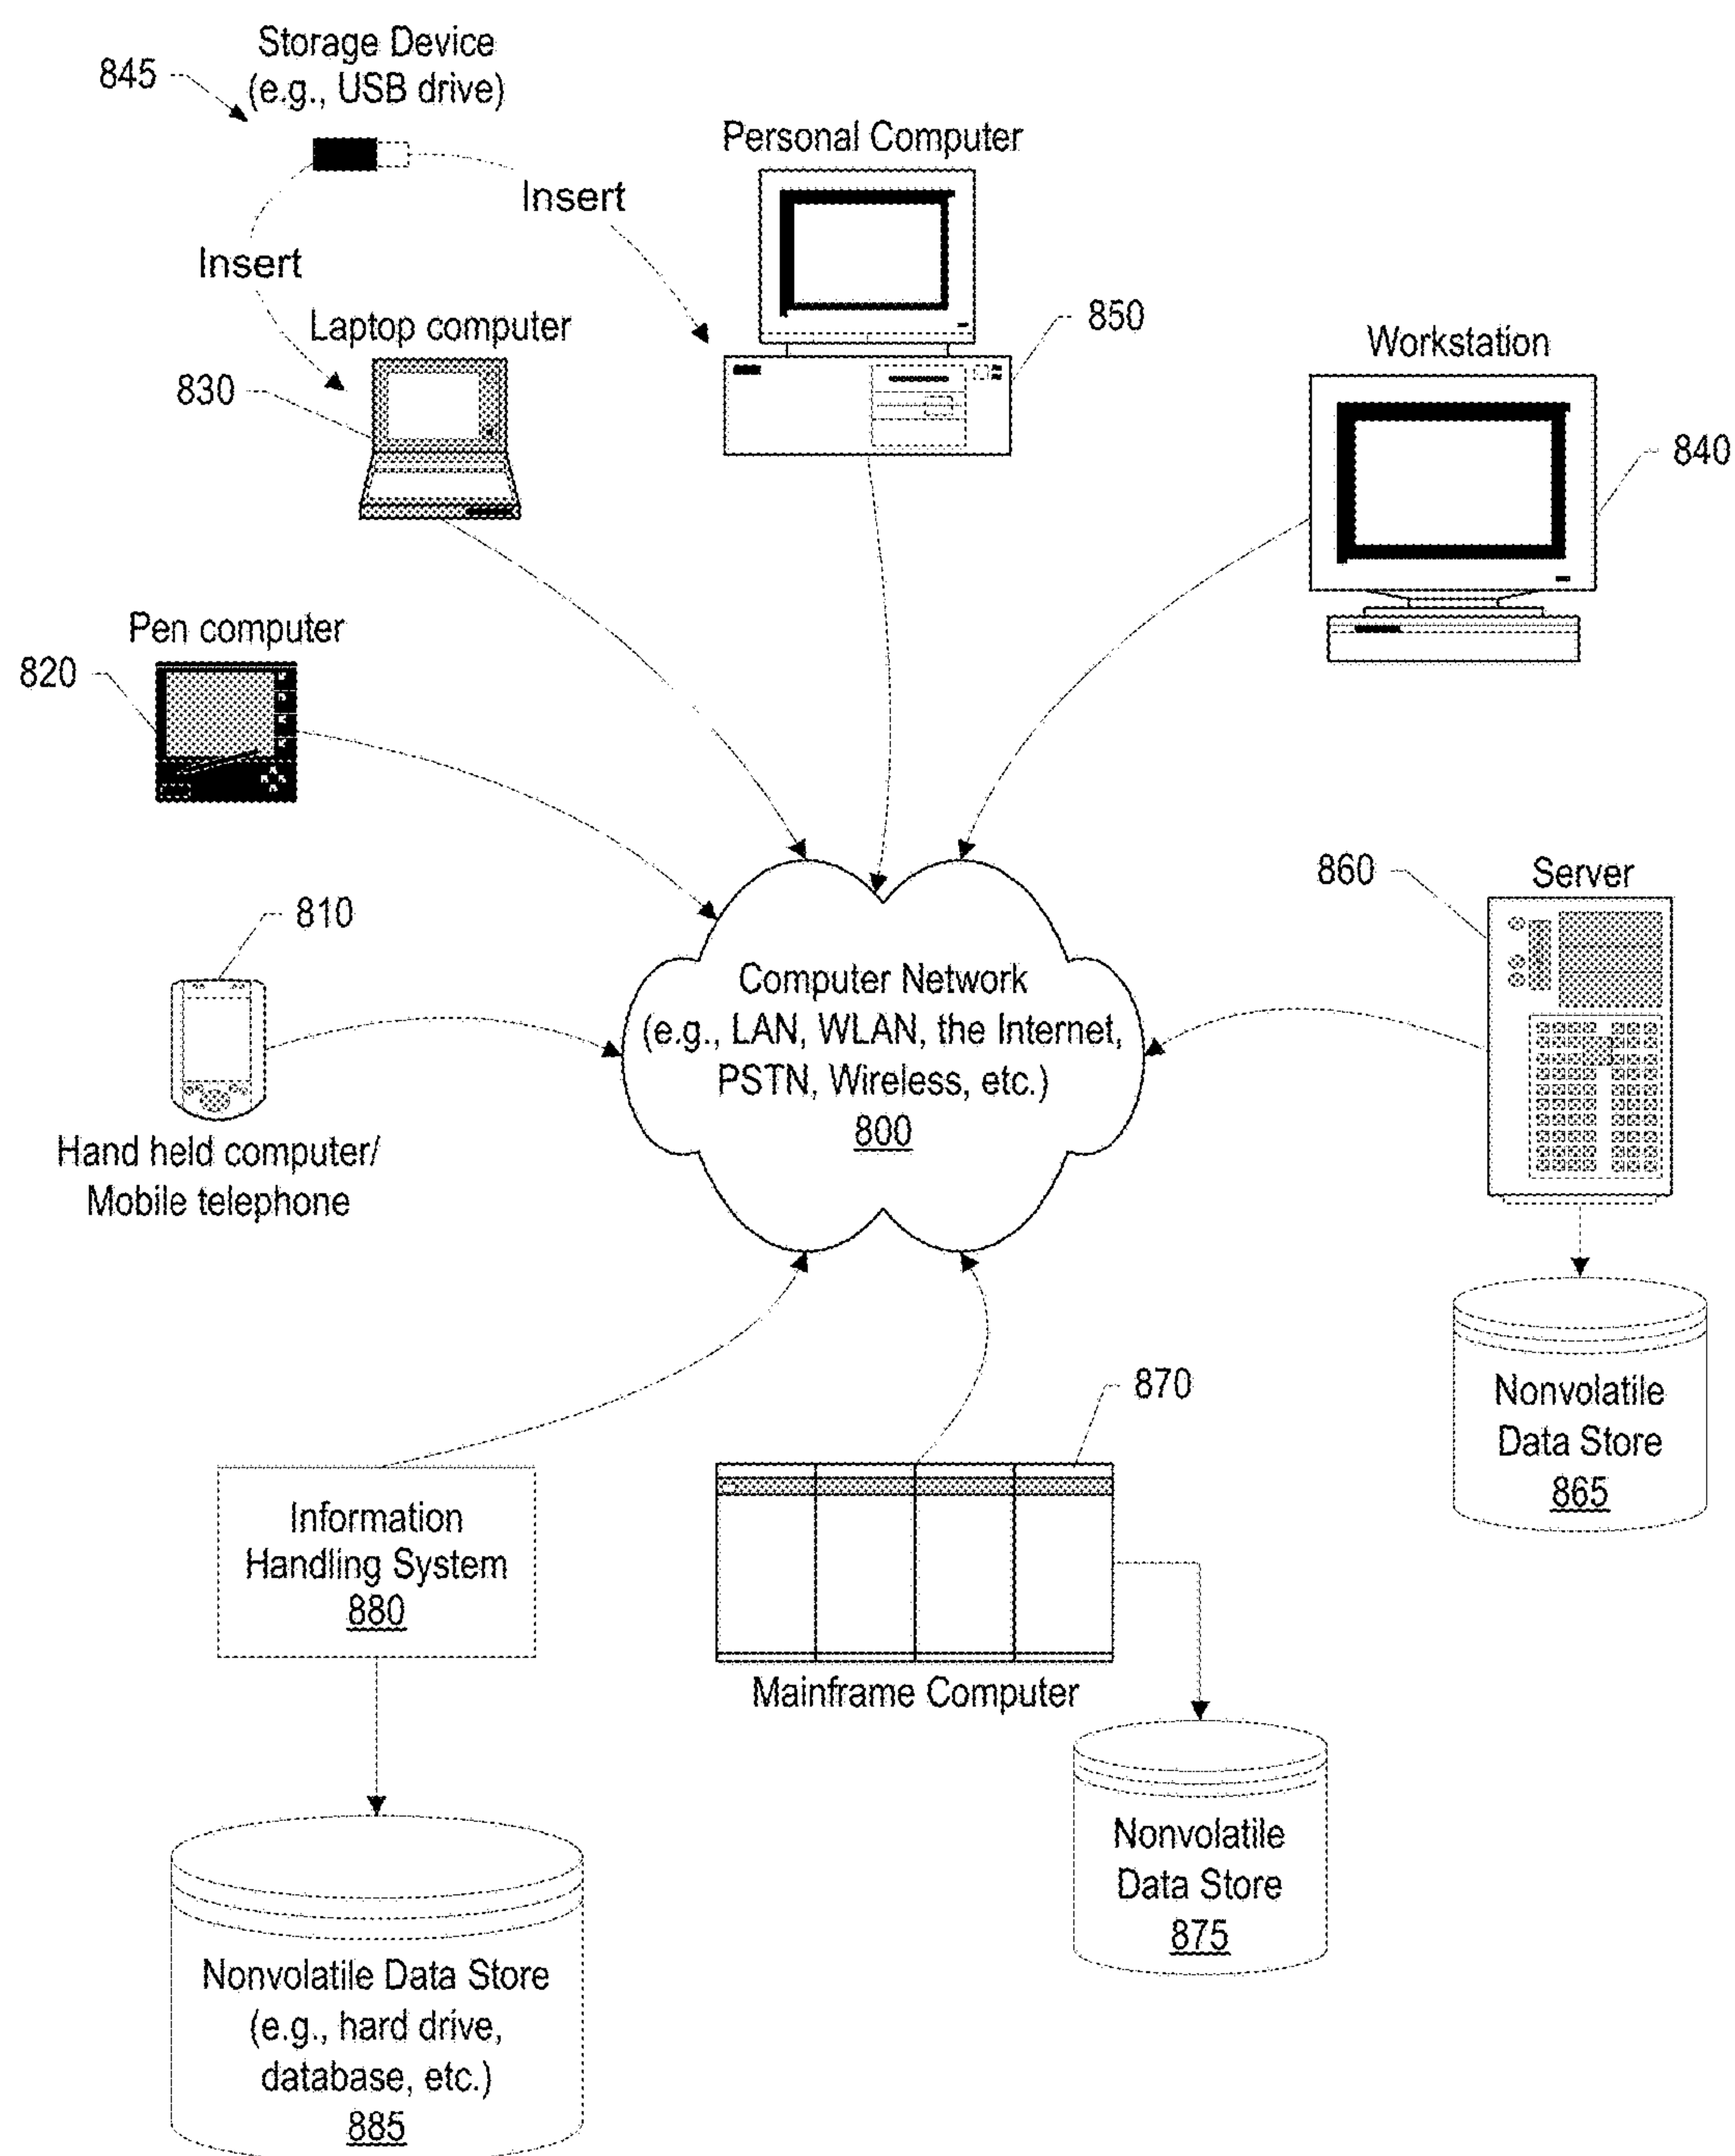 Storage Device
(e.g., USB drive)
845
Insert
Insert
Personal Computer
850
Laptop computer
830
Workstation
840
Pen computer
820
810
Hand held computer/
Mobile telephone
Computer Network
(e.g., LAN, WLAN, the Internet,
PSTN, Wireless, etc.)
800
860
Server
Nonvolatile
Data Store
865
870
Mainframe Computer
Information
Handling System
880
Nonvolatile
Data Store
875
Nonvolatile Data Store
(e.g., hard drive,
database, etc.)
885